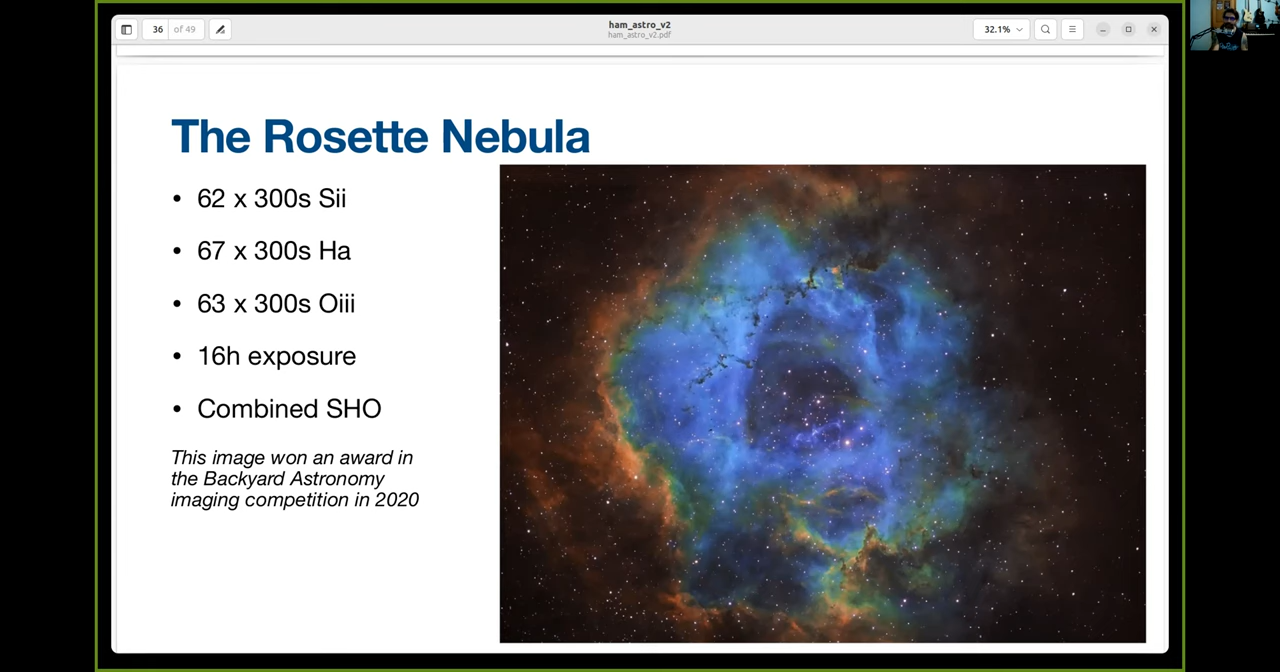 36 of 49
ham_astro_v2
ham_astro_v2.pdf
32.1%
The Rosette Nebula
• 62 x 300s Sii
• 67 x 300s Ha
• 63 x 300s Oiii
• 16h exposure
• Combined SHO
This image won an award in
the Backyard Astronomy
imaging competition in 2020